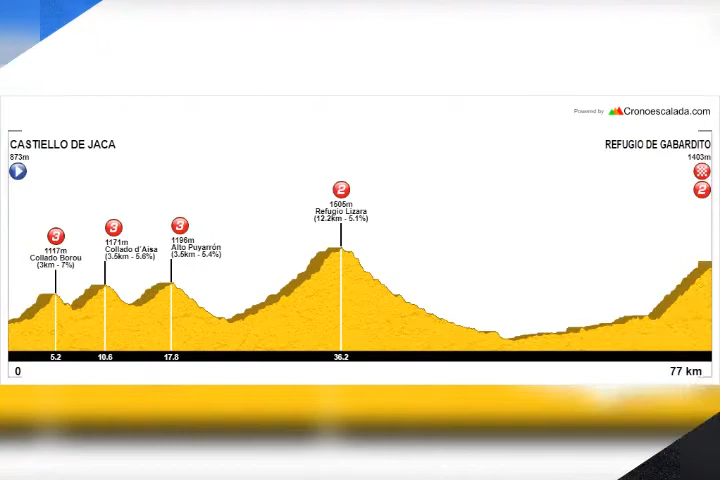 Powered by Cronoescalada.com
CASTIELLO DE JACA
873m
REFUGIO DE GABARDITO
1403m
2
3
1117m
Collado Borou
(3km - 7%)
3
1171m
Collado d'Aisa
(3.5km - 5.6%)
3
1196m
Alto Puyarrón
(3.5km - 5.4%)
2
1505m
Refugio Lizara
(12.2km - 5.1%)
5.2
10.6
17.8
36.2
0
77 km